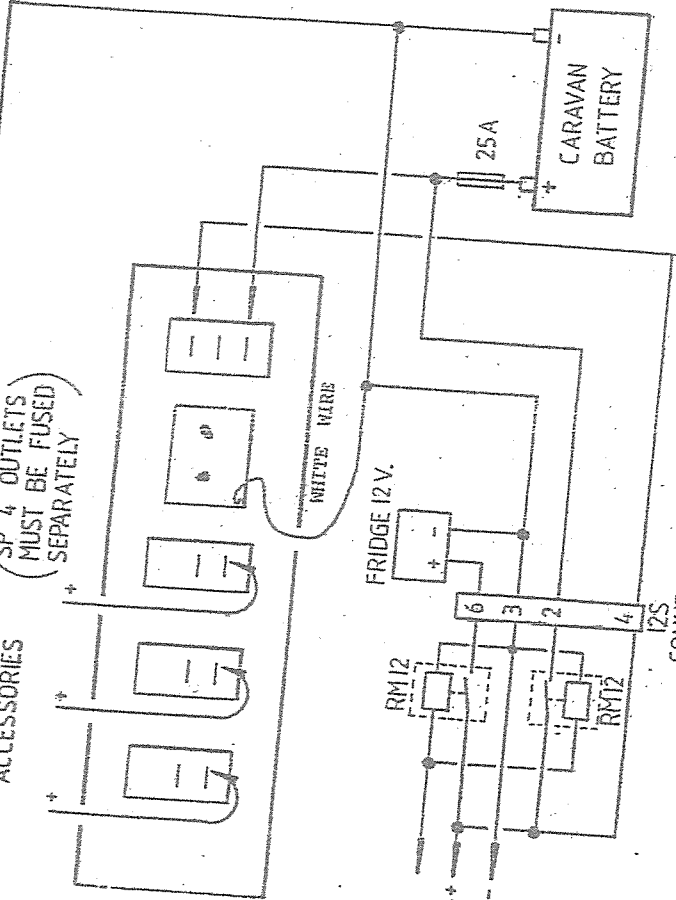 (SP 4 OUTLETS
MUST BE FUSED
SEPARATELY)
ACCESSORIES
+
+
+
WHITE WIRE
25A
-
+
CARAVAN
BATTERY
FRIDGE 12V.
+ -
6
3
2
4
12S
RM12
RM12
+
-